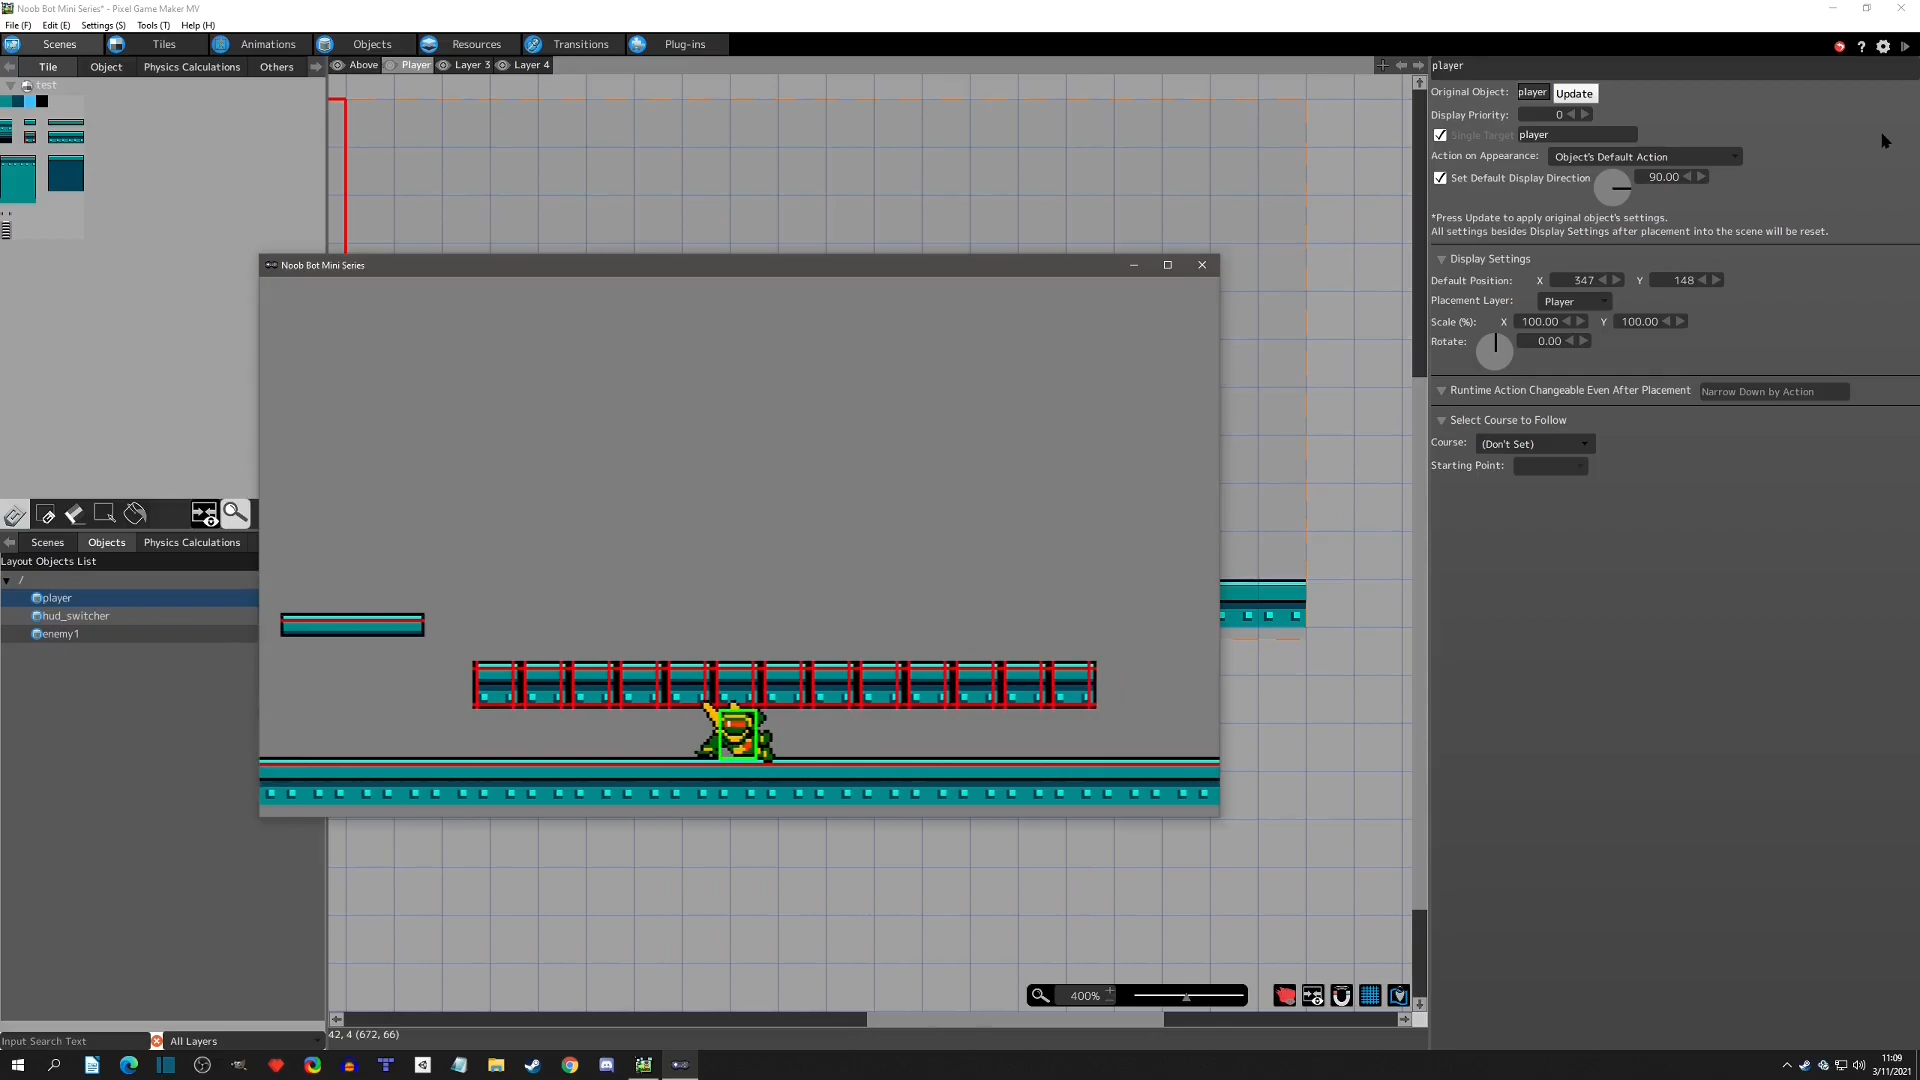 Noob Bot Mini Series* - Pixel Game Maker MV
File (F) Edit (E) Settings (S) Tools (T) Help (H)
Scenes Tiles Animations Objects Resources Transitions Plug-ins
Tile Object Physics Calculations Others
Above Player Layer 3 Layer 4
test
player
Original Object: player Update
Display Priority: 0
Single Target player
Action on Appearance: Object's Default Action
Set Default Display Direction 90.00
*Press Update to apply original object's settings.
All settings besides Display Settings after placement into the scene will be reset.
Display Settings
Default Position: X 347 Y 148
Placement Layer: Player
Scale (%): X 100.00 Y 100.00
Rotate: 0.00
Runtime Action Changeable Even After Placement Narrow Down by Action
Select Course to Follow
Course: (Don't Set)
Starting Point:
Noob Bot Mini Series
Scenes Objects Physics Calculations
Layout Objects List
/
player
hud_switcher
enemy1
400%
42, 4 (672, 66)
Input Search Text All Layers
11:09
3/11/2021